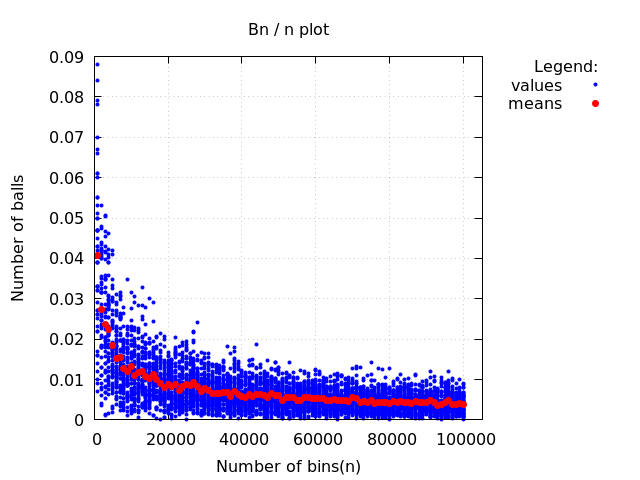 Bn / n plot
Legend:
values
means
0.09
0.08
0.07
0.06
0.05
0.04
0.03
0.02
0.01
0
Number of balls
0 20000 40000 60000 80000 100000
Number of bins(n)